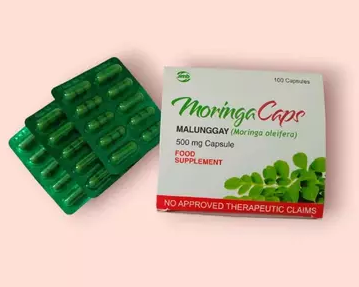 100 Capsules
MoringaCaps
MALUNGGAY (Moringa oleifera)
500 mg Capsule
FOOD
SUPPLEMENT
NO APPROVED THERAPEUTIC CLAIMS